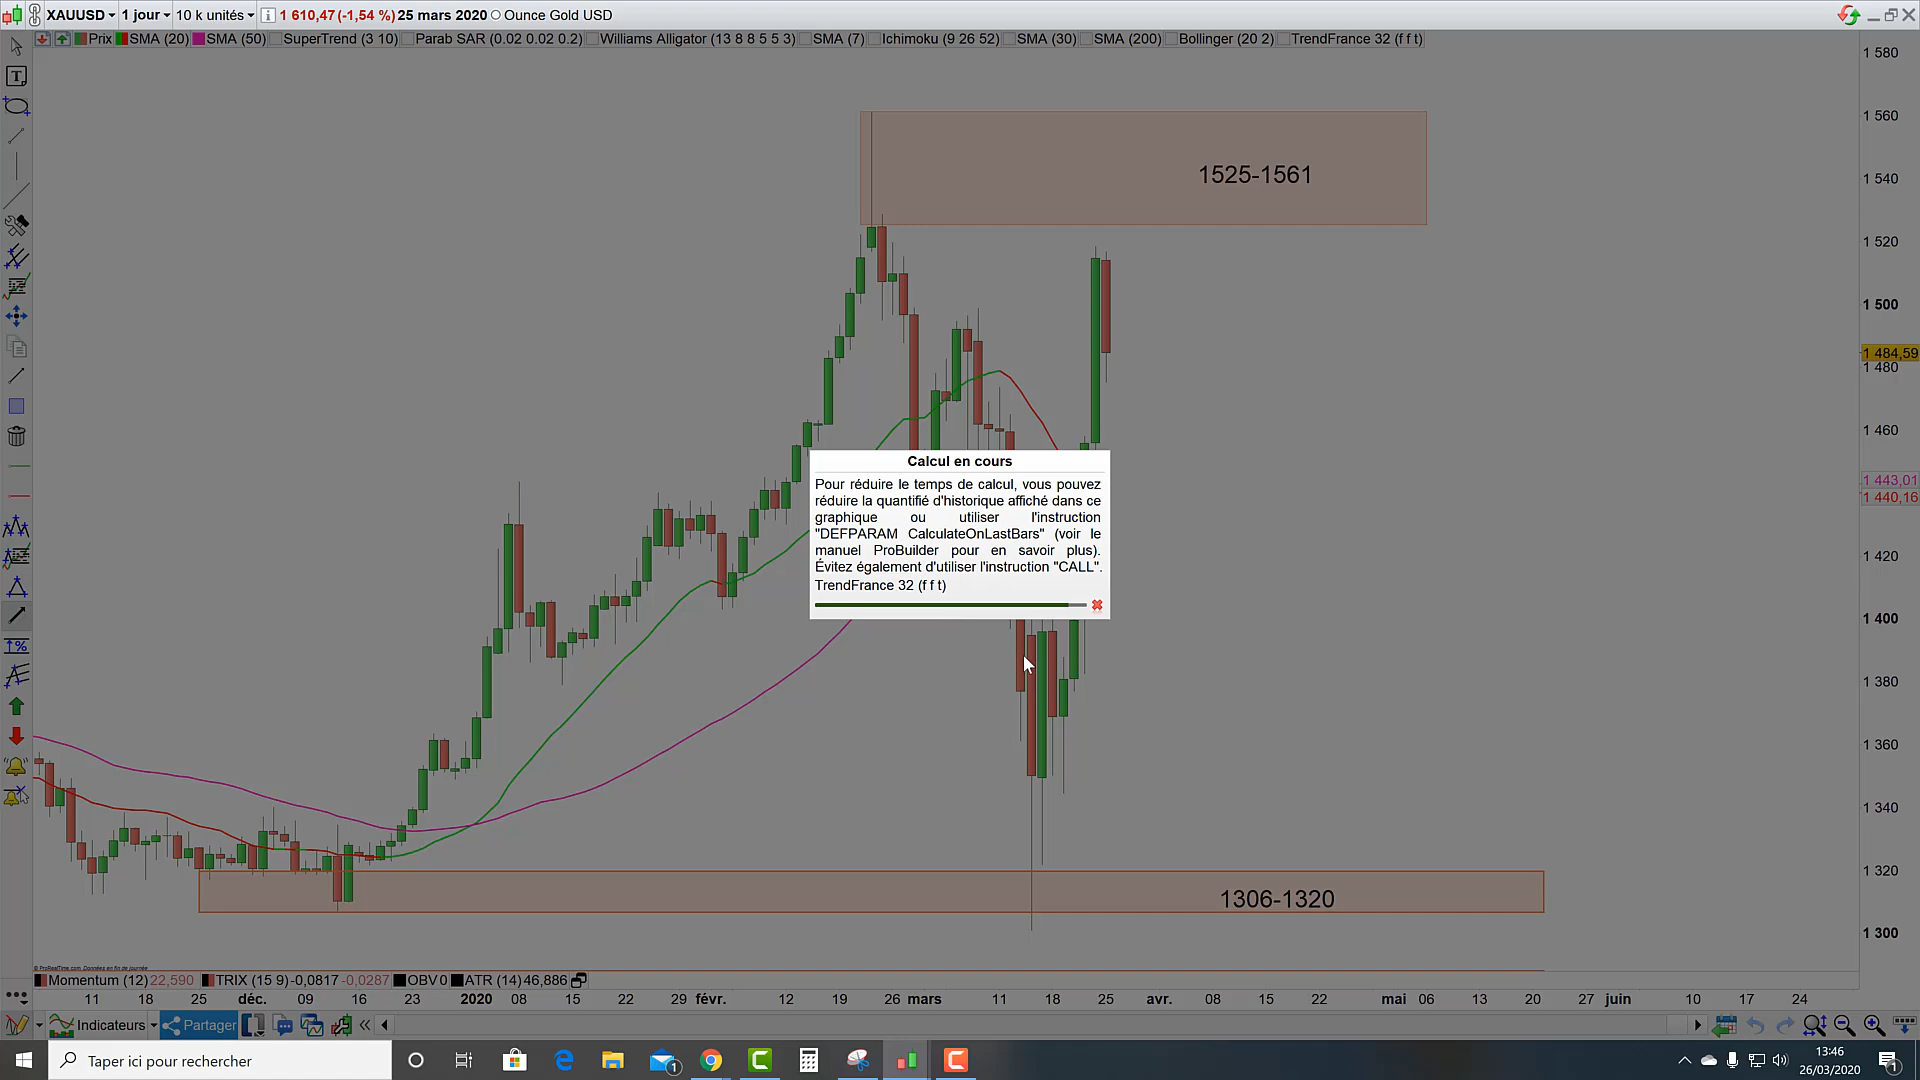 XAUUSD 1 jour 10 k unités 1 610,47 (-1,54 %) 25 mars 2020 Ounce Gold USD
Prix SMA (20) SMA (50) SuperTrend (3 10) Parab SAR (0.02 0.02 0.2) Williams Alligator (13 8 8 5 5 3) SMA (7) Ichimoku (9 26 52) SMA (30) SMA (200) Bollinger (20 2) TrendFrance 32 (f f t)
1 580
1 560
1525-1561
1 540
1 520
1 500
1 484,59
1 480
1 460
Calcul en cours
Pour réduire le temps de calcul, vous pouvez
réduire la quantifié d'historique affiché dans ce
graphique ou utiliser l'instruction
"DEFPARAM CalculateOnLastBars" (voir le
manuel ProBuilder pour en savoir plus).
Évitez également d'utiliser l'instruction "CALL".
TrendFrance 32 (f f t)
1 443,01
1 440,16
1 420
1 400
1 380
1 360
1 340
1 320
1306-1320
1 300
© ProRealTime.com Données en fin de journée
Momentum (12) 22,590 TRIX (15 9) -0,0817 -0,0287 OBV 0 ATR (14) 46,886
11 18 25 déc. 09 16 23 2020 08 15 22 29 févr. 12 19 26 mars 11 18 25 avr. 08 15 22 mai 06 13 20 27 juin 10 17 24
Indicateurs Partager
Taper ici pour rechercher
1
13:46
26/03/2020
1